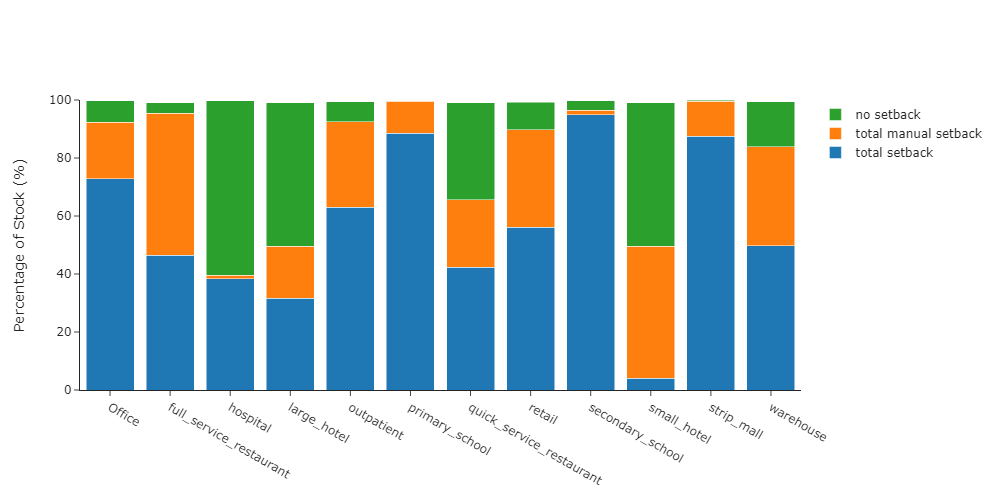 no setback
total manual setback
total setback
Percentage of Stock (%)
100
80
60
40
20
0
Office
full_service_restaurant
hospital
large_hotel
outpatient
primary_school
quick_service_restaurant
retail
secondary_school
small_hotel
strip_mall
warehouse